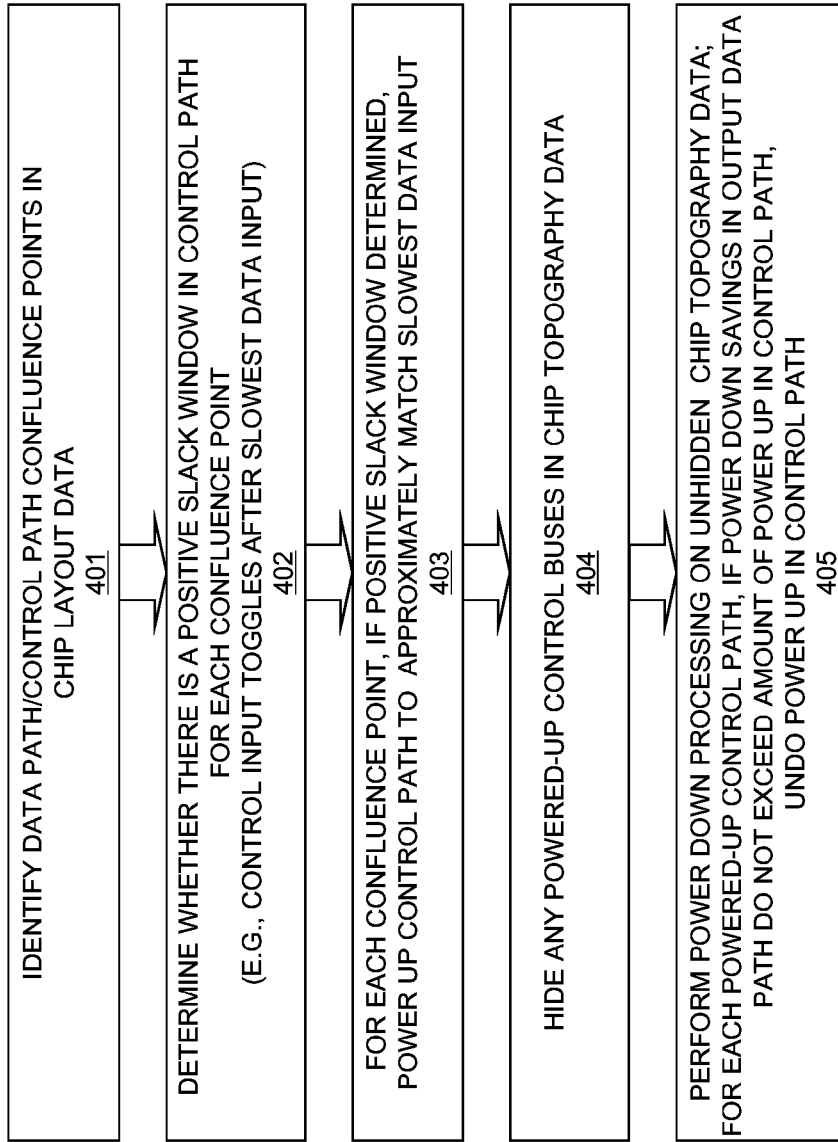 IDENTIFY DATA PATH/CONTROL PATH CONFLUENCE POINTS IN
CHIP LAYOUT DATA
401
DETERMINE WHETHER THERE IS A POSITIVE SLACK WINDOW IN CONTROL PATH
FOR EACH CONFLUENCE POINT
(E.G., CONTROL INPUT TOGGLES AFTER SLOWEST DATA INPUT)
402
FOR EACH CONFLUENCE POINT, IF POSITIVE SLACK WINDOW DETERMINED,
POWER UP CONTROL PATH TO APPROXIMATELY MATCH SLOWEST DATA INPUT
403
HIDE ANY POWERED-UP CONTROL BUSES IN CHIP TOPOGRAPHY DATA
404
PERFORM POWER DOWN PROCESSING ON UNHIDDEN CHIP TOPOGRAPHY DATA;
FOR EACH POWERED-UP CONTROL PATH, IF POWER DOWN SAVINGS IN OUTPUT DATA
PATH DO NOT EXCEED AMOUNT OF POWER UP IN CONTROL PATH,
UNDO POWER UP IN CONTROL PATH
405